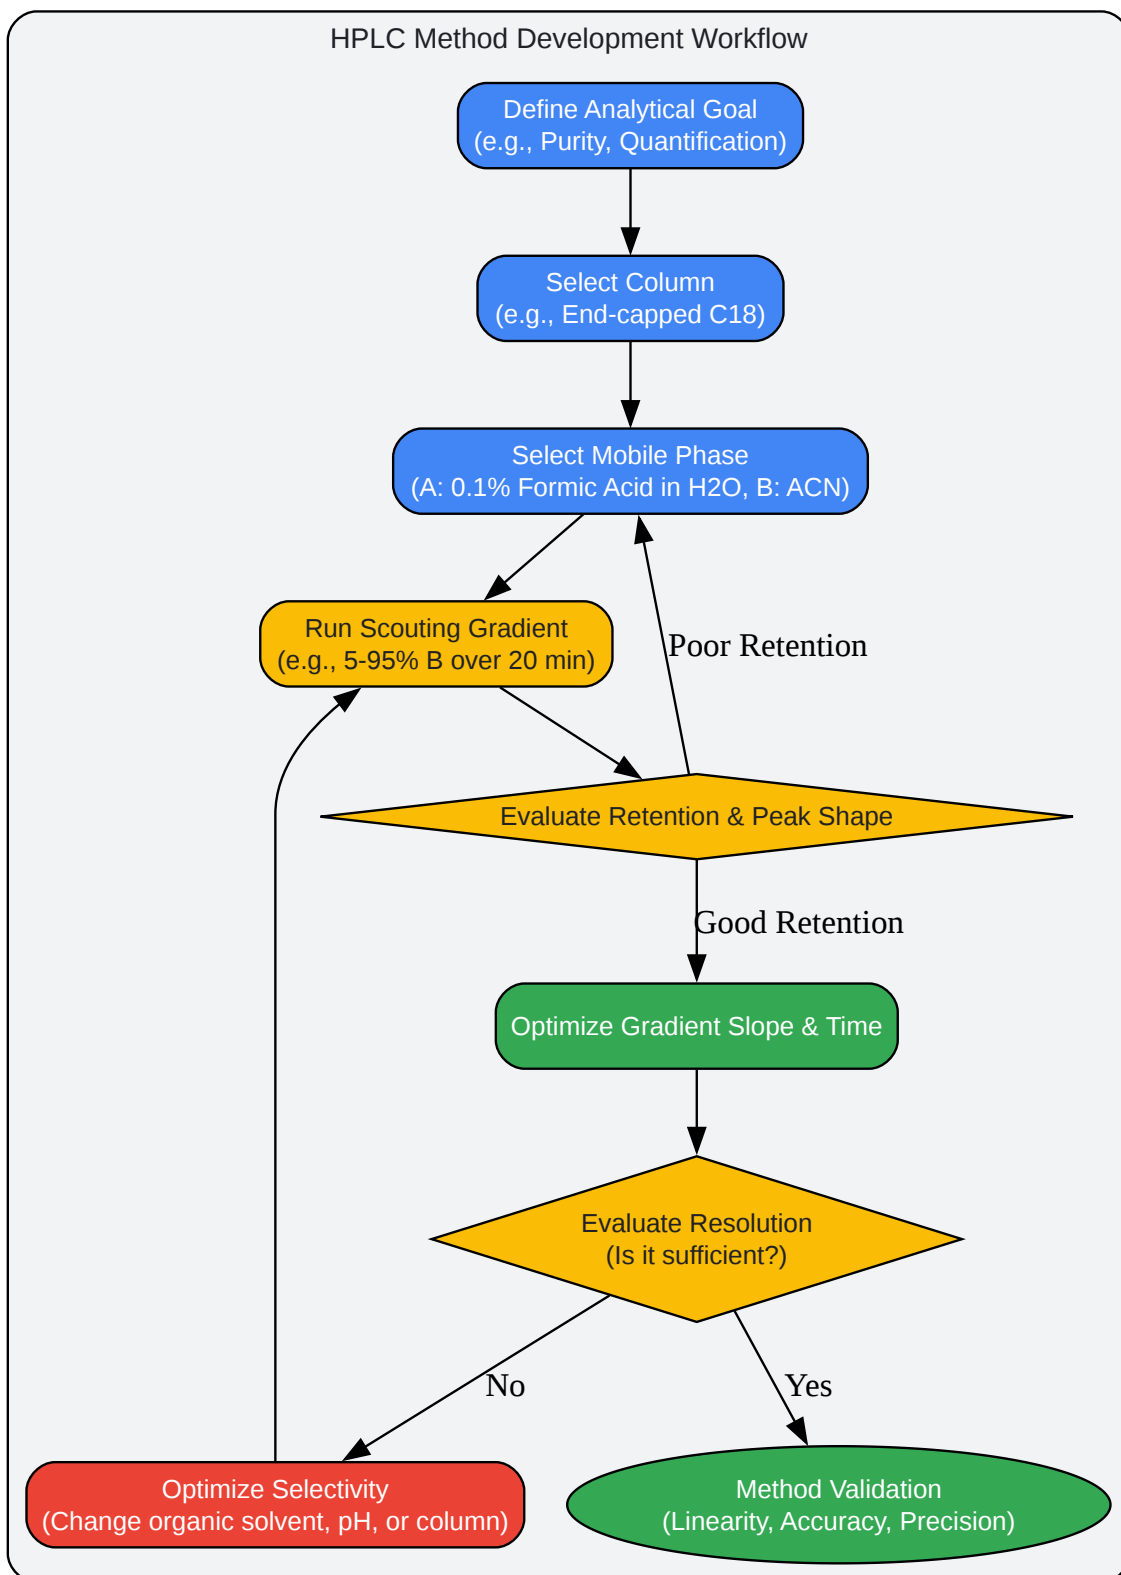 HPLC Method Development Workflow
Define Analytical Goal
(e.g., Purity, Quantification)
Select Column
(e.g., End-capped C18)
Select Mobile Phase
(A: 0.1% Formic Acid in H2O, B: ACN)
Run Scouting Gradient
(e.g., 5-95% B over 20 min)
Poor Retention
Evaluate Retention & Peak Shape
Good Retention
Optimize Gradient Slope & Time
Evaluate Resolution
(Is it sufficient?)
No
Yes
Optimize Selectivity
(Change organic solvent, pH, or column)
Method Validation
(Linearity, Accuracy, Precision)